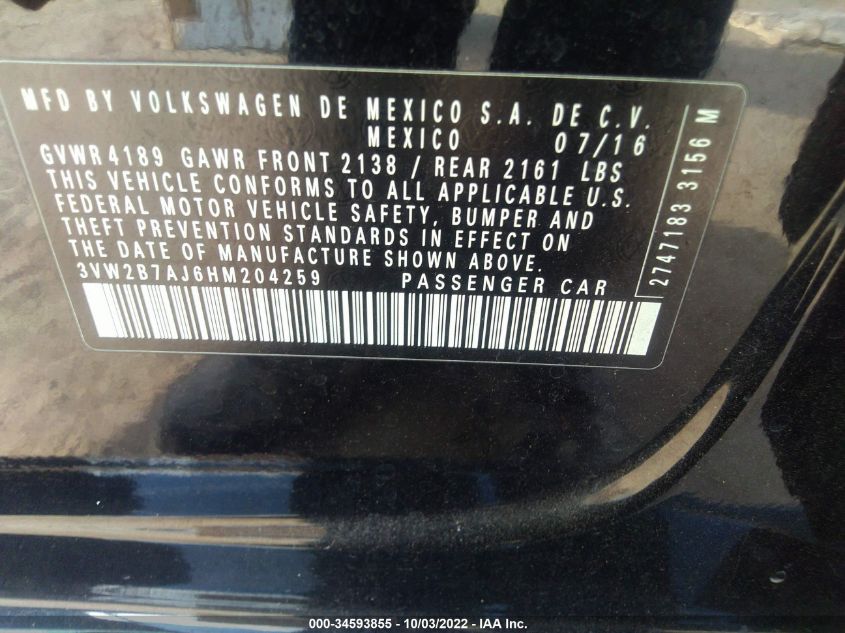 MFD BY VOLKSWAGEN DE MEXICO S.A. DE C.V.
MEXICO 07/16
GVWR 4189 GAWR FRONT 2138 / REAR 2161 LBS
THIS VEHICLE CONFORMS TO ALL APPLICABLE U.S.
FEDERAL MOTOR VEHICLE SAFETY, BUMPER AND
THEFT PREVENTION STANDARDS IN EFFECT ON
THE DATE OF MANUFACTURE SHOWN ABOVE.
3VW2B7AJ6HM204259 PASSENGER CAR
2747183 3156 M
000-34593855 - 10/03/2022 - IAA Inc.